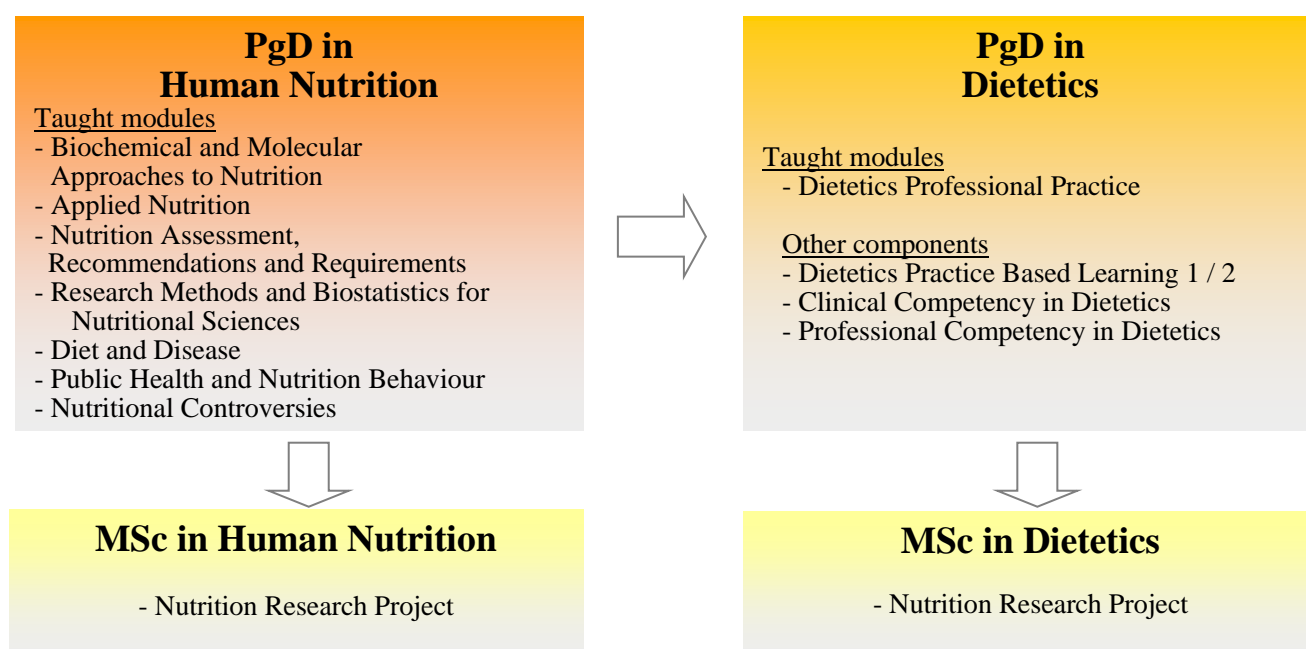 PgD in
Human Nutrition
Taught modules
- Biochemical and Molecular
Approaches to Nutrition
- Applied Nutrition
- Nutrition Assessment,
Recommendations and Requirements
- Research Methods and Biostatistics for
Nutritional Sciences
- Diet and Disease
- Public Health and Nutrition Behaviour
- Nutritional Controversies
PgD in
Dietetics
Taught modules
- Dietetics Professional Practice
Other components
- Dietetics Practice Based Learning 1 / 2
- Clinical Competency in Dietetics
- Professional Competency in Dietetics
MSc in Human Nutrition
- Nutrition Research Project
MSc in Dietetics
- Nutrition Research Project